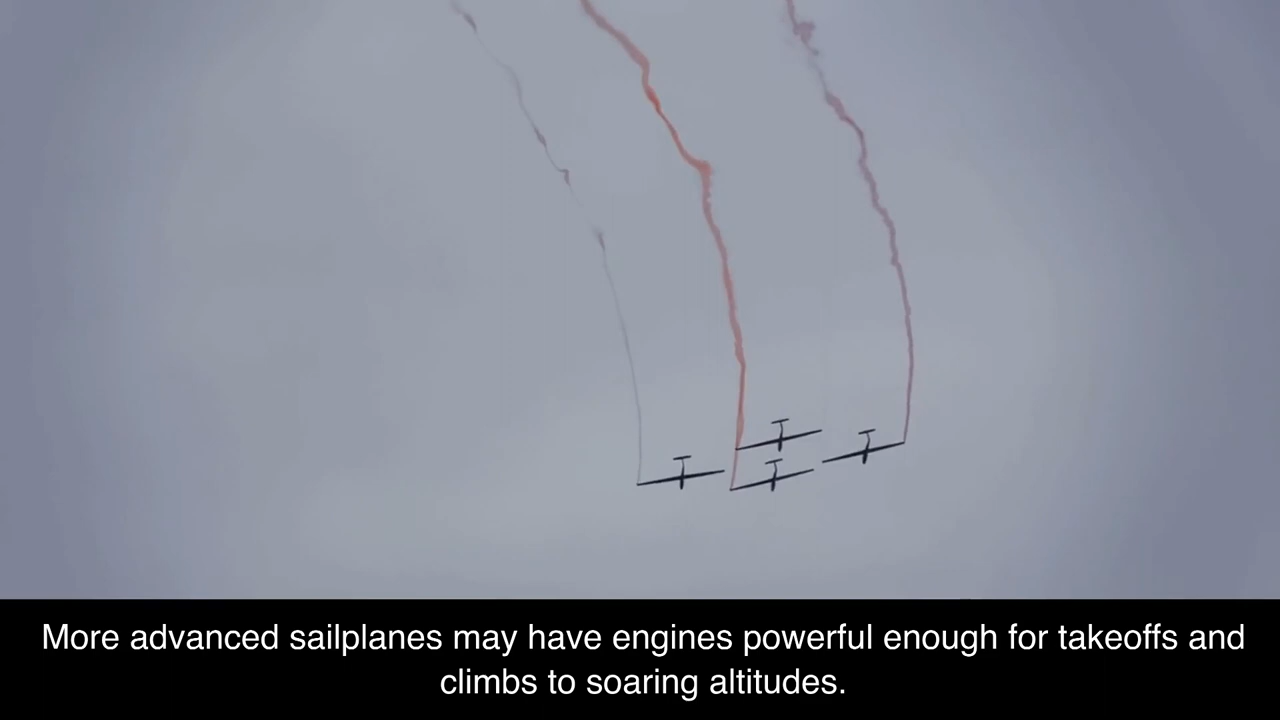 More advanced sailplanes may have engines powerful enough for takeoffs and
climbs to soaring altitudes.